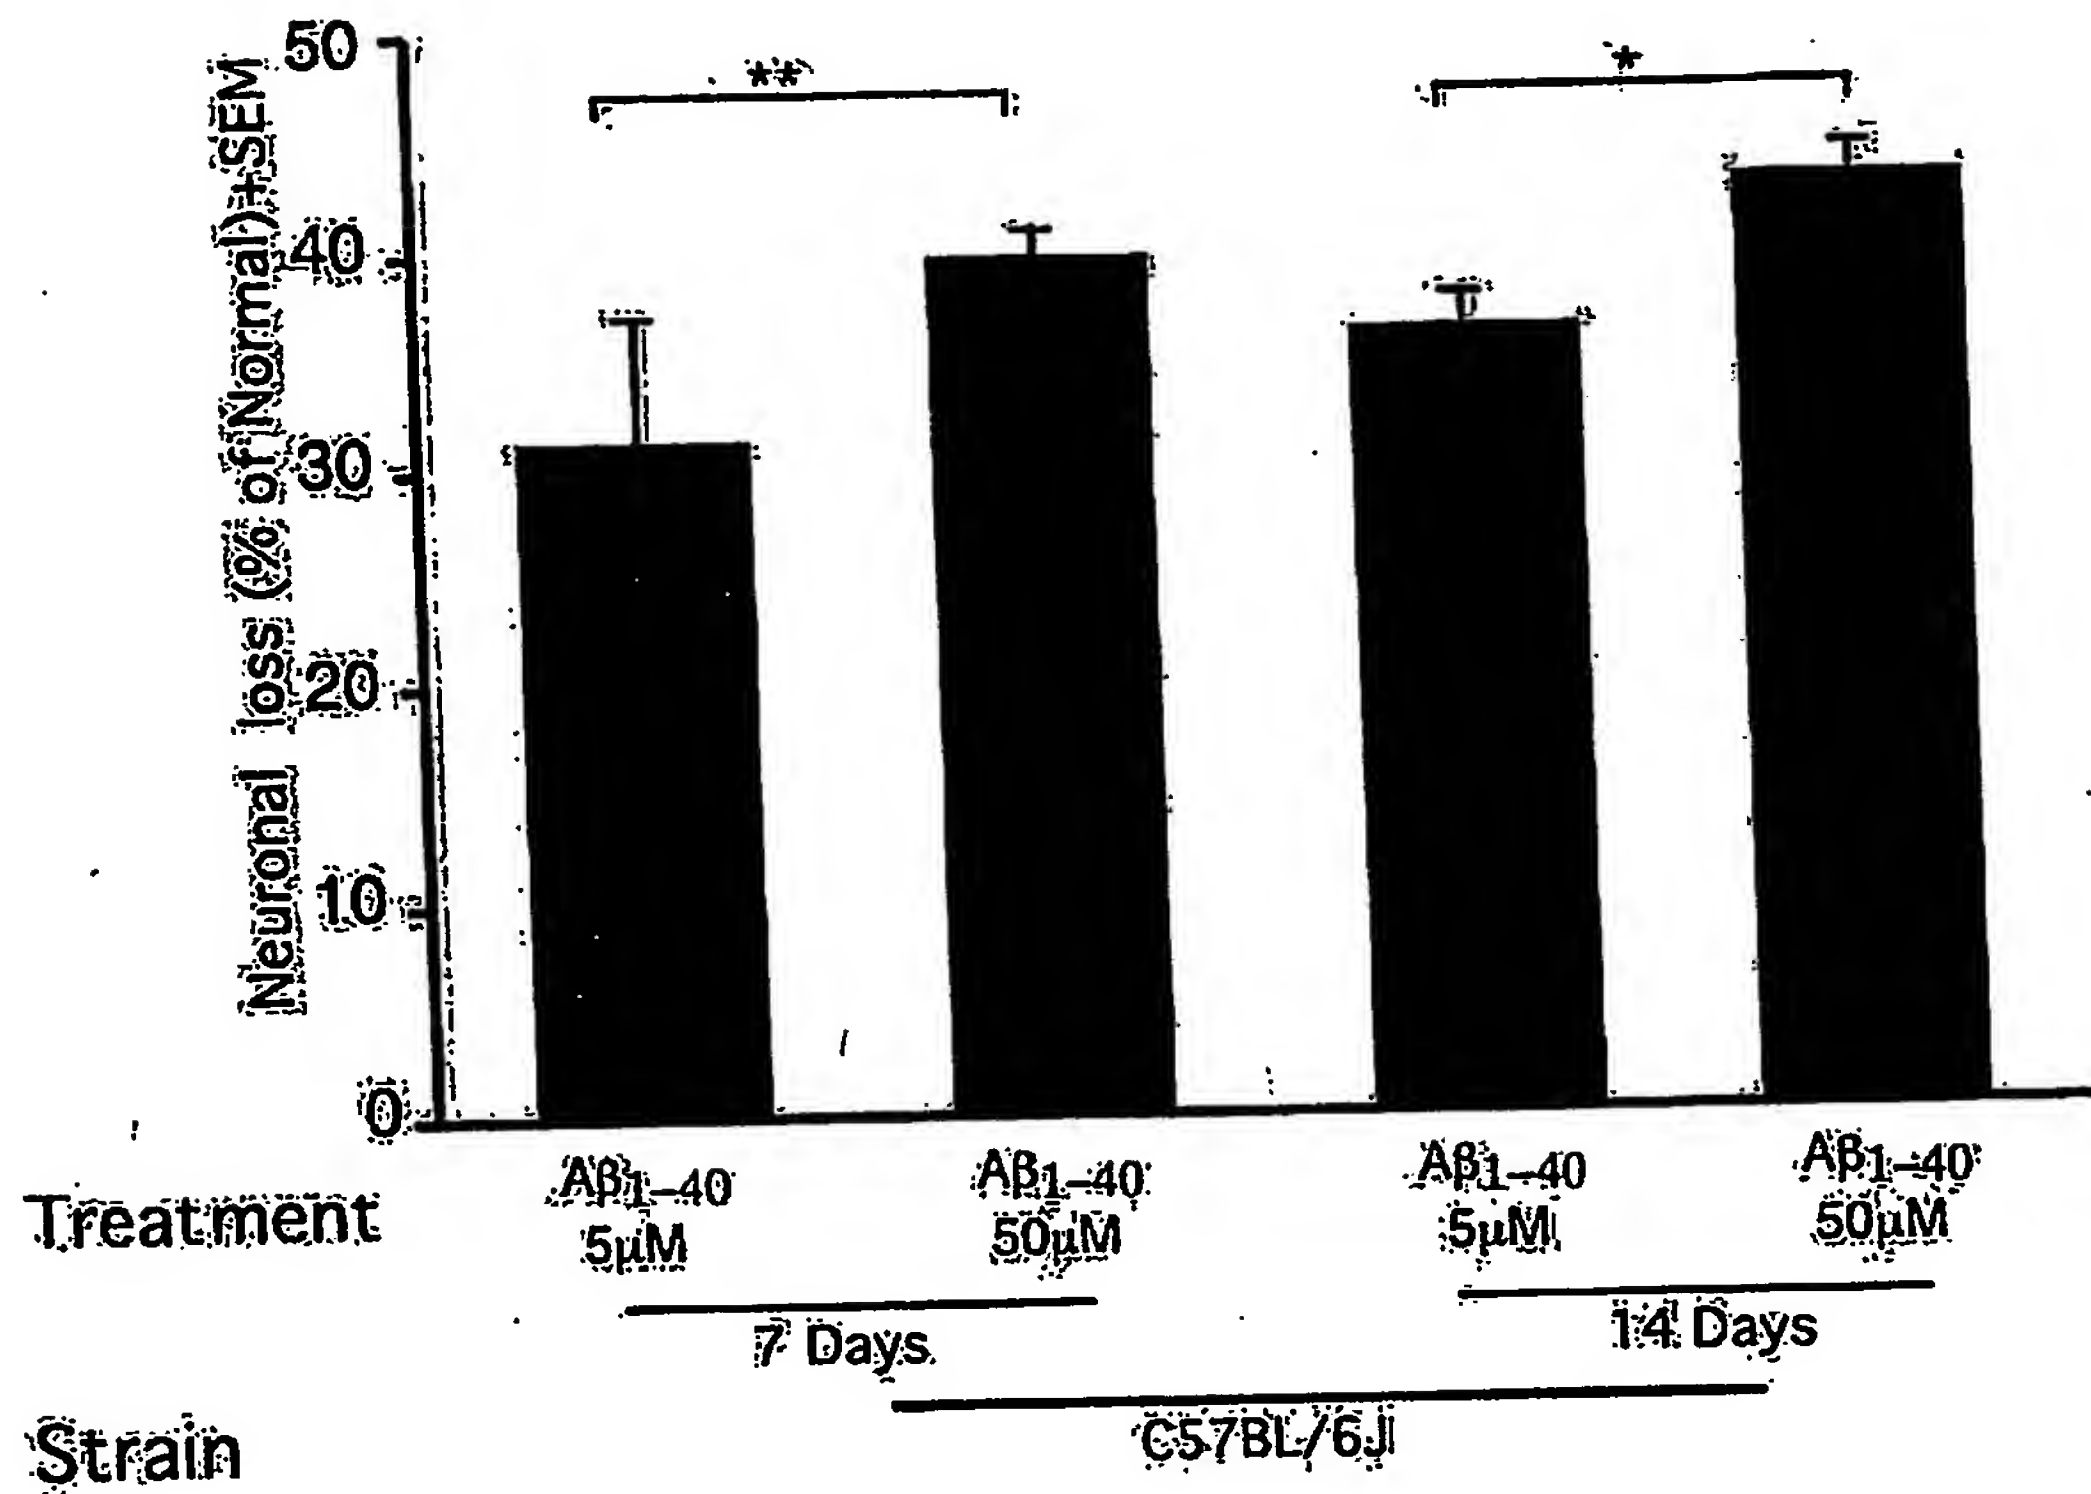 Neuronal loss (% of Normal)+SEM
50
40
30
20
10
0
**
*
Treatment
Aβ1–40
5μM
Aβ1–40
50μM
Aβ1–40
5μM
Aβ1–40
50μM
7 Days
14 Days
Strain
C57BL/6J